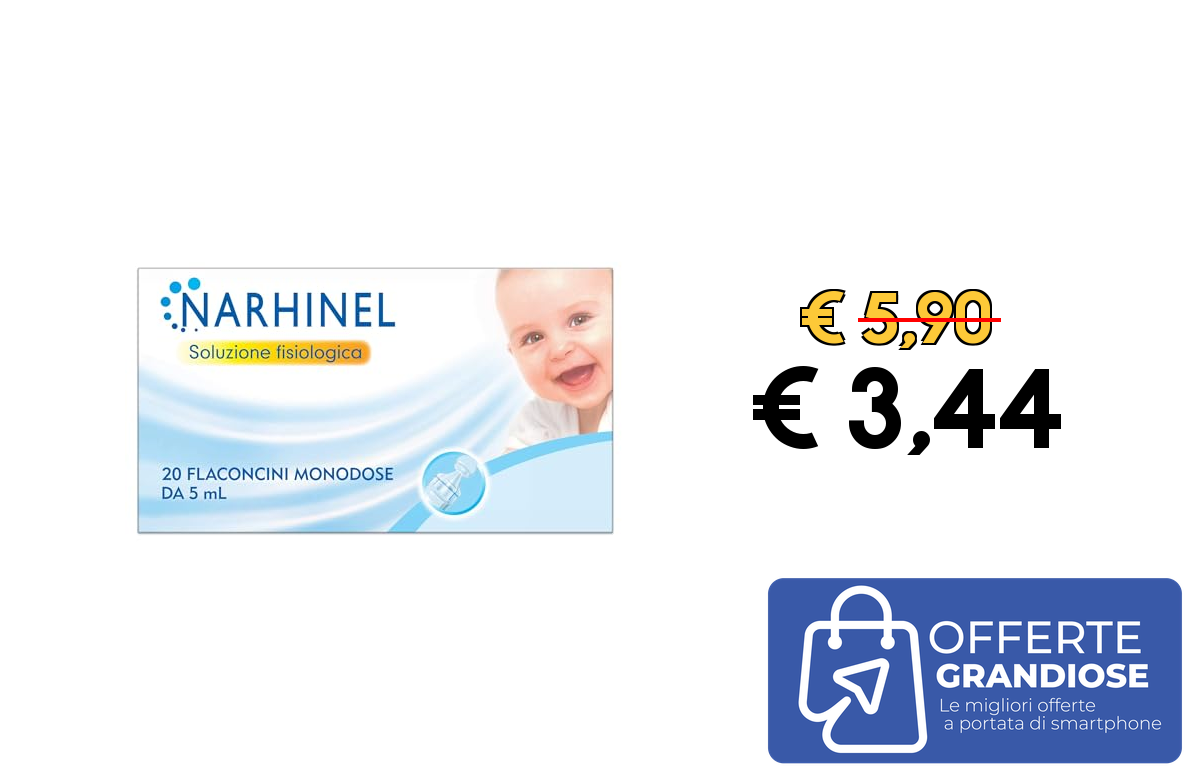 NARHINEL
Soluzione fisiologica
20 FLACONCINI MONODOSE
DA 5 mL
€ 5,90
€ 3,44
OFFERTE
GRANDIOSE
Le migliori offerte
a portata di smartphone